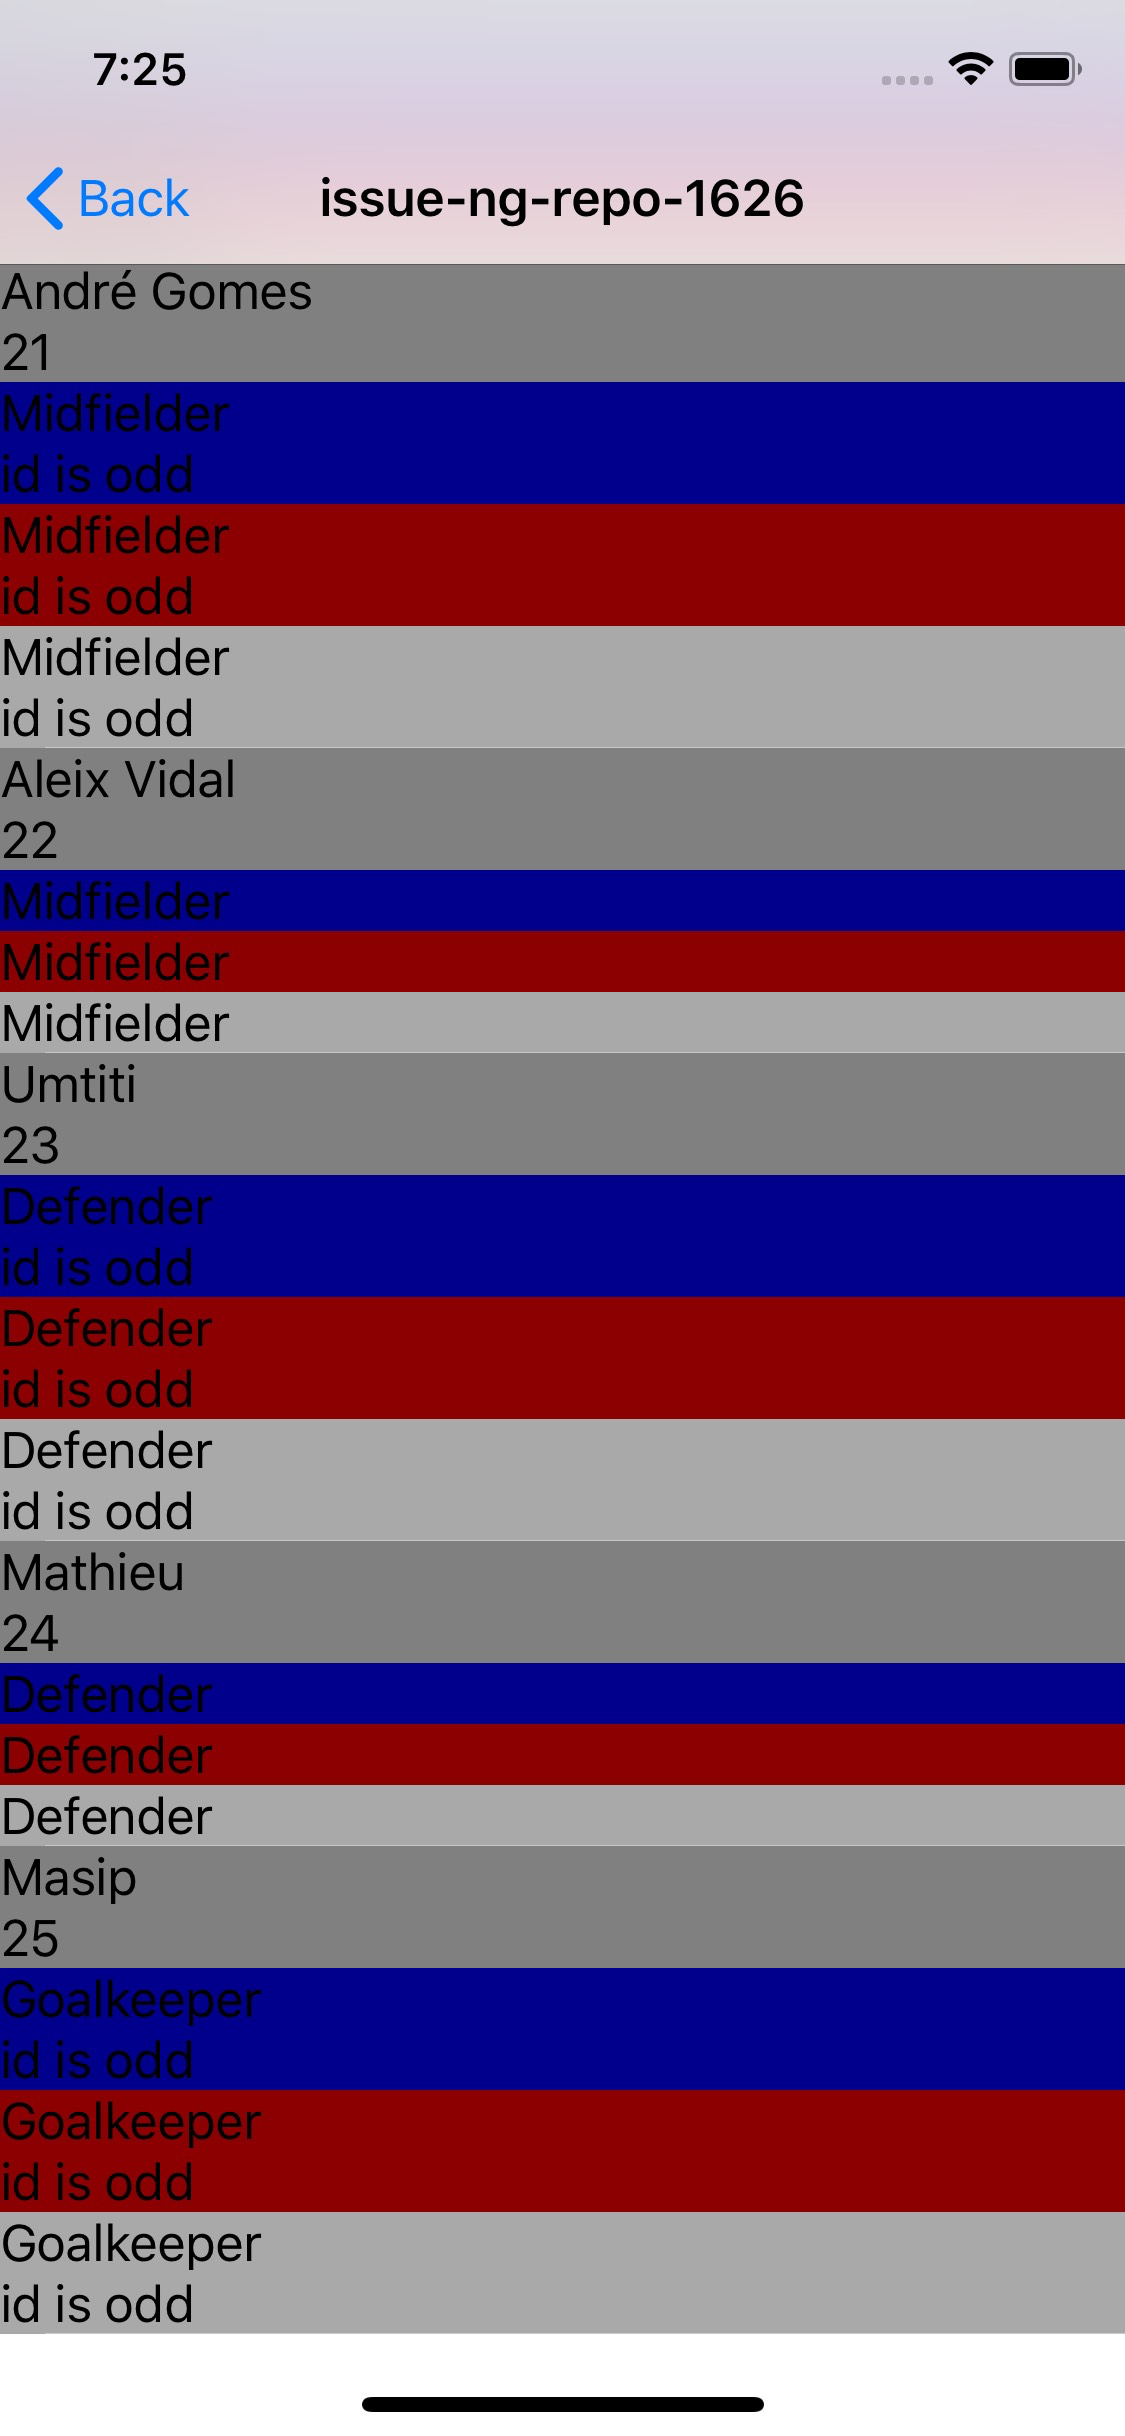 7:25
Back
issue-ng-repo-1626
André Gomes
21
Midfielder
id is odd
Midfielder
id is odd
Midfielder
id is odd
Aleix Vidal
22
Midfielder
Midfielder
Midfielder
Umtiti
23
Defender
id is odd
Defender
id is odd
Defender
id is odd
Mathieu
24
Defender
Defender
Defender
Masip
25
Goalkeeper
id is odd
Goalkeeper
id is odd
Goalkeeper
id is odd